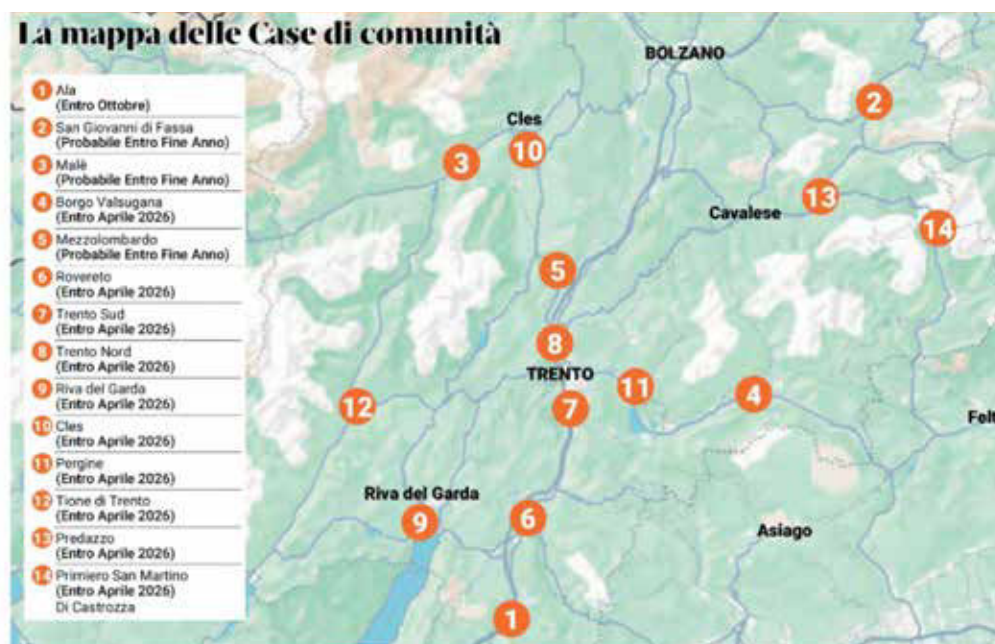 La mappa delle Case di comunità
1 Ala
(Entro Ottobre)
2 San Giovanni di Fassa
(Probabile Entro Fine Anno)
3 Malè
(Probabile Entro Fine Anno)
4 Borgo Valsugana
(Entro Aprile 2026)
5 Mezzolombardo
(Probabile Entro Fine Anno)
6 Rovereto
(Entro Aprile 2026)
7 Trento Sud
(Entro Aprile 2026)
8 Trento Nord
(Entro Aprile 2026)
9 Riva del Garda
(Entro Aprile 2026)
10 Cles
(Entro Aprile 2026)
11 Pergine
(Entro Aprile 2026)
12 Tione di Trento
(Entro Aprile 2026)
13 Predazzo
(Entro Aprile 2026)
14 Primiero San Martino
(Entro Aprile 2026)
Di Castrozza
BOLZANO
2
Cles
10
3
13
Cavalese
14
5
8
TRENTO
11
4
12
7
Felt
Riva del Garda
9
6
Asiago
1